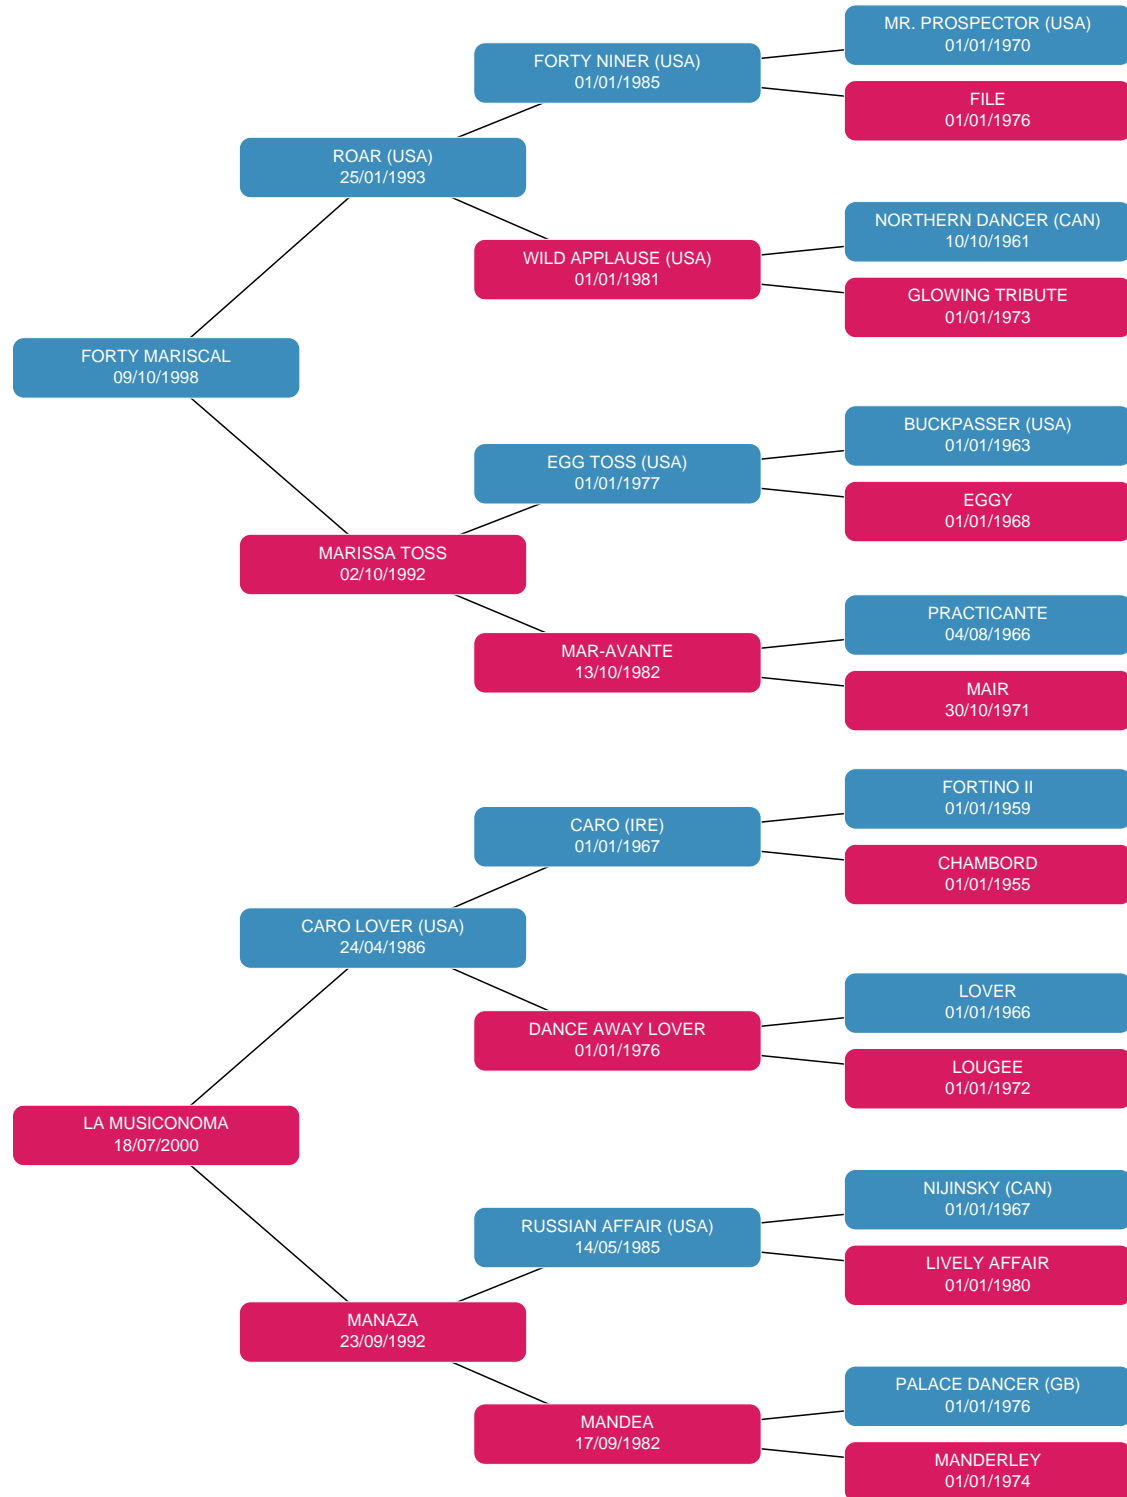 MR. PROSPECTOR (USA)
01/01/1970
FORTY NINER (USA)
01/01/1985
FILE
01/01/1976
ROAR (USA)
25/01/1993
NORTHERN DANCER (CAN)
10/10/1961
WILD APPLAUSE (USA)
01/01/1981
GLOWING TRIBUTE
01/01/1973
FORTY MARISCAL
09/10/1998
BUCKPASSER (USA)
01/01/1963
EGG TOSS (USA)
01/01/1977
EGGY
01/01/1968
MARISSA TOSS
02/10/1992
PRACTICANTE
04/08/1966
MAR-AVANTE
13/10/1982
MAIR
30/10/1971
FORTINO II
01/01/1959
CARO (IRE)
01/01/1967
CHAMBORD
01/01/1955
CARO LOVER (USA)
24/04/1986
LOVER
01/01/1966
DANCE AWAY LOVER
01/01/1976
LOUGEE
01/01/1972
LA MUSICONOMA
18/07/2000
NIJINSKY (CAN)
01/01/1967
RUSSIAN AFFAIR (USA)
14/05/1985
LIVELY AFFAIR
01/01/1980
MANAZA
23/09/1992
PALACE DANCER (GB)
01/01/1976
MANDEA
17/09/1982
MANDERLEY
01/01/1974